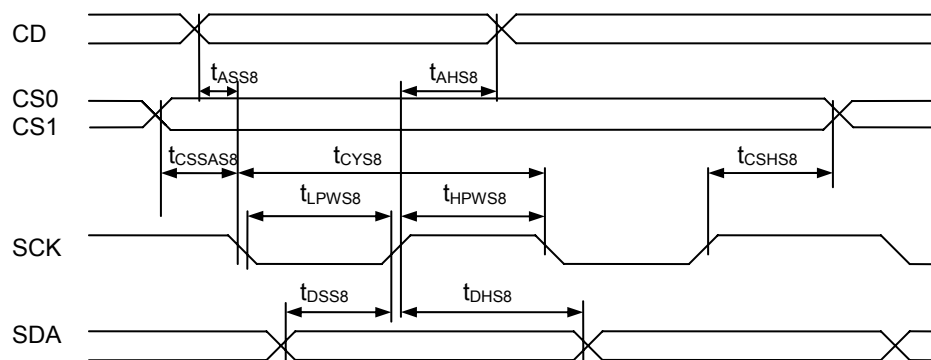 CD
tASS8 tAHS8
CS0
CS1
tCSSAS8 tCYS8 tCSHS8
tLPWS8 tHPWS8
SCK
tDSS8 tDHS8
SDA